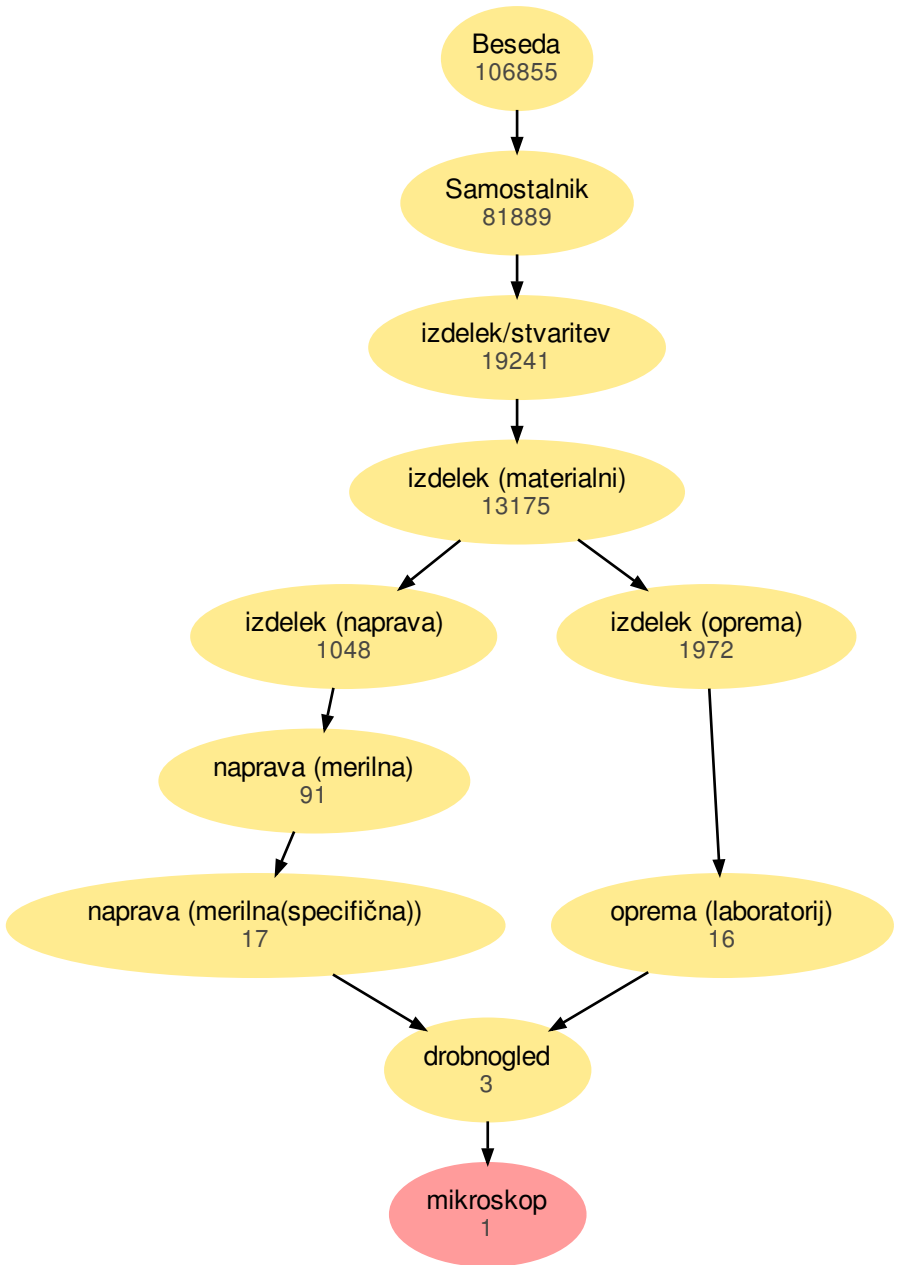 Beseda
106855
Samostalnik
81889
izdelek/stvaritev
19241
izdelek (materialni)
13175
izdelek (naprava)
1048
izdelek (oprema)
1972
naprava (merilna)
91
naprava (merilna(specifična))
17
oprema (laboratorij)
16
drobnogled
3
mikroskop
1